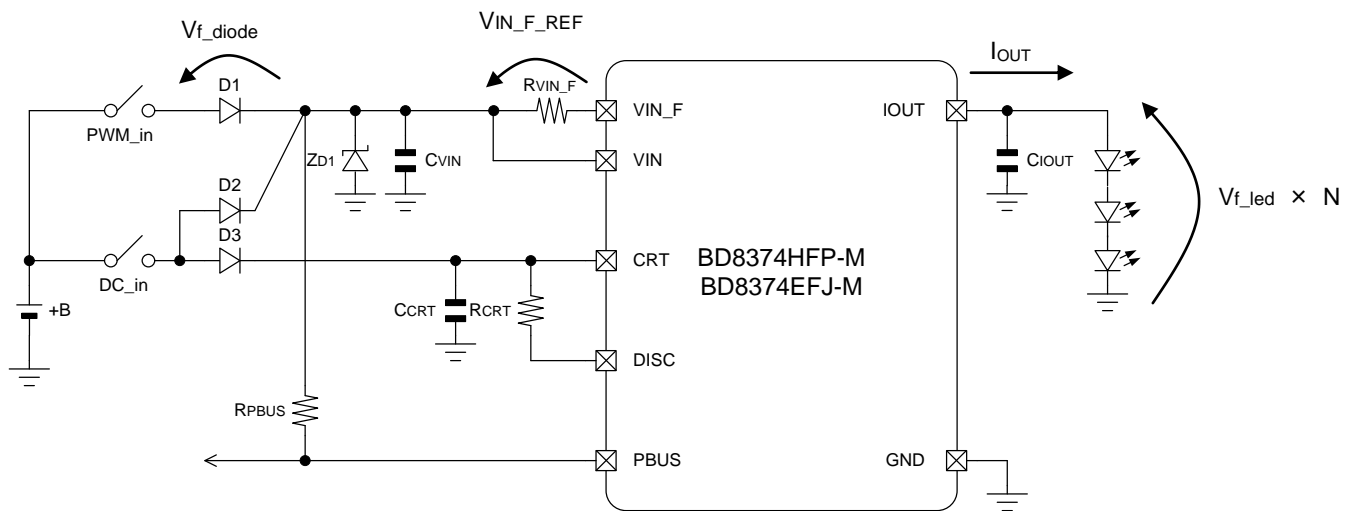 Vf_diode
VIN_F_REF
IOUT
D1
RVIN_F
PWM_in
VIN_F
IOUT
ZD1
CVIN
VIN
CIOUT
D2
Vf_led × N
D3
DC_in
CRT
BD8374HFP-M
BD8374EFJ-M
+B
CCRT
RCRT
DISC
RPBUS
PBUS
GND